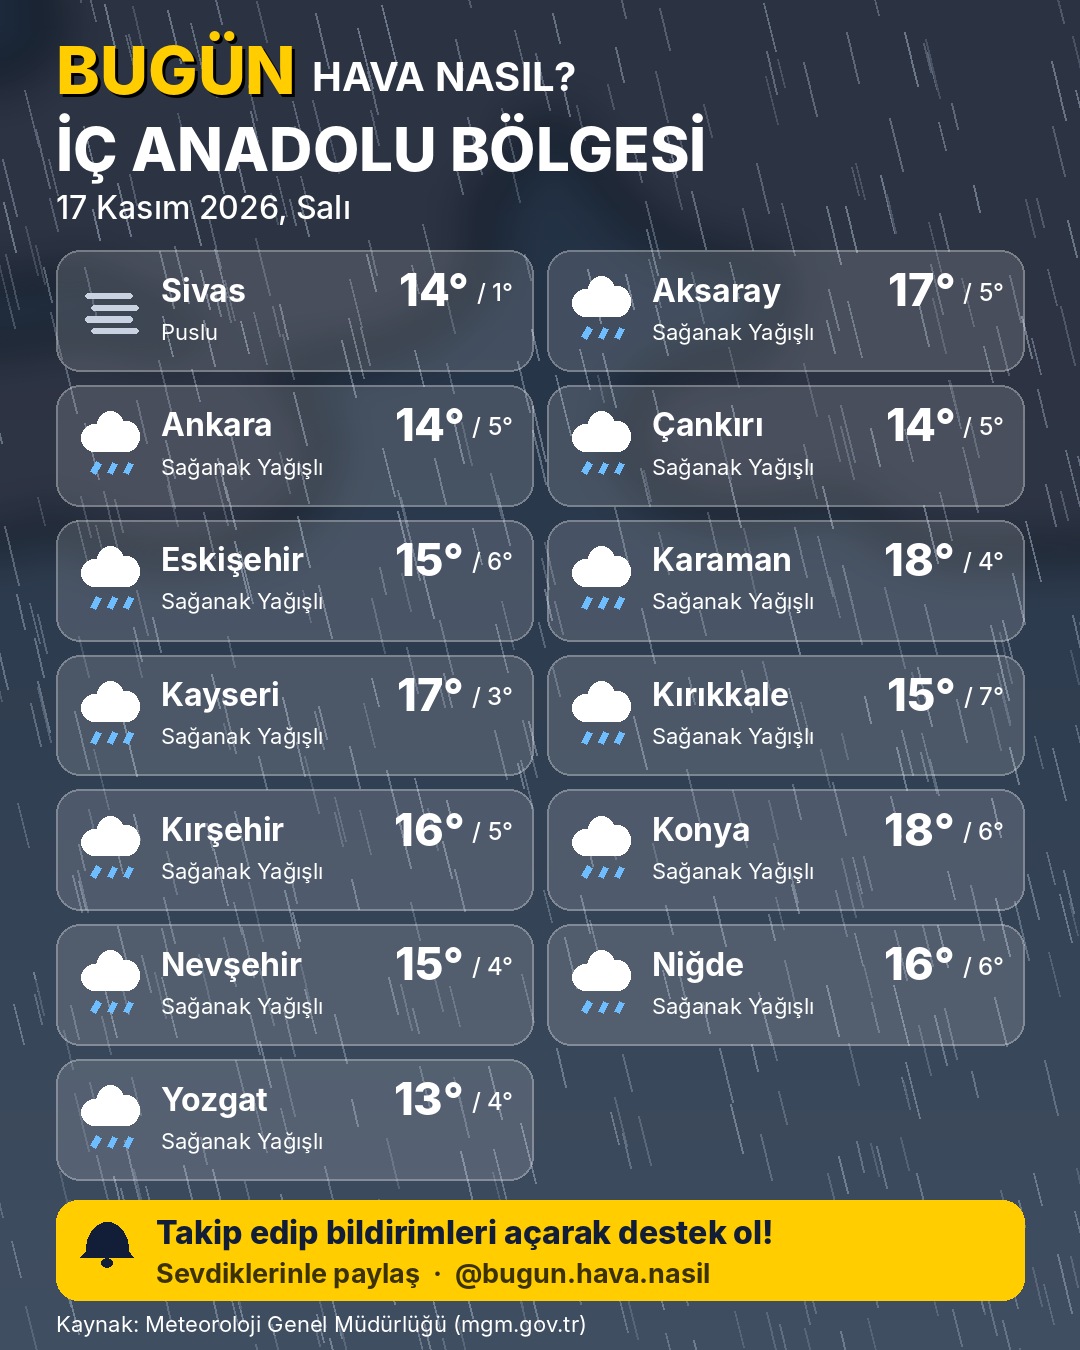 BUGÜN HAVA NASIL?
İÇ ANADOLU BÖLGESİ
17 Kasım 2026, Salı
Sivas 14° / 1°
Puslu
Aksaray 17° / 5°
Sağanak Yağışlı
Ankara 14° / 5°
Sağanak Yağışlı
Çankırı 14° / 5°
Sağanak Yağışlı
Eskişehir 15° / 6°
Sağanak Yağışlı
Karaman 18° / 4°
Sağanak Yağışlı
Kayseri 17° / 3°
Sağanak Yağışlı
Kırıkkale 15° / 7°
Sağanak Yağışlı
Kırşehir 16° / 5°
Sağanak Yağışlı
Konya 18° / 6°
Sağanak Yağışlı
Nevşehir 15° / 4°
Sağanak Yağışlı
Niğde 16° / 6°
Sağanak Yağışlı
Yozgat 13° / 4°
Sağanak Yağışlı
Takip edip bildirimleri açarak destek ol!
Sevdiklerinle paylaş · @bugun.hava.nasil
Kaynak: Meteoroloji Genel Müdürlüğü (mgm.gov.tr)